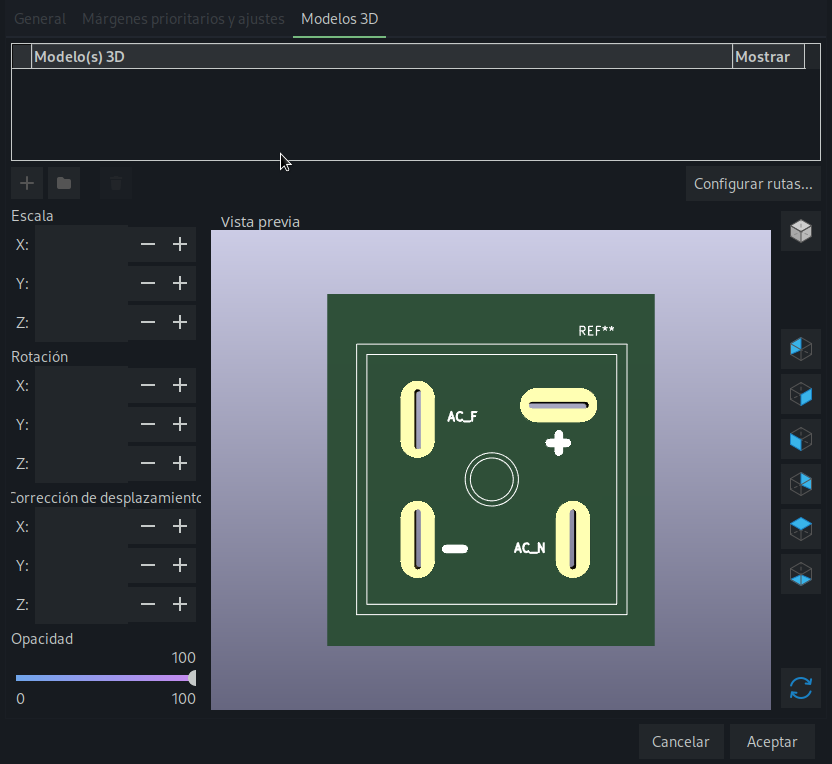 General Márgenes prioritarios y ajustes Modelos 3D
Modelo(s) 3D Mostrar
Configurar rutas...
Escala
Vista previa
X:
Y:
Z:
Rotación
X:
Y:
Z:
Corrección de desplazamiento
X:
Y:
Z:
Opacidad
100
0 100
REF**
AC_F
AC_N
Cancelar Aceptar